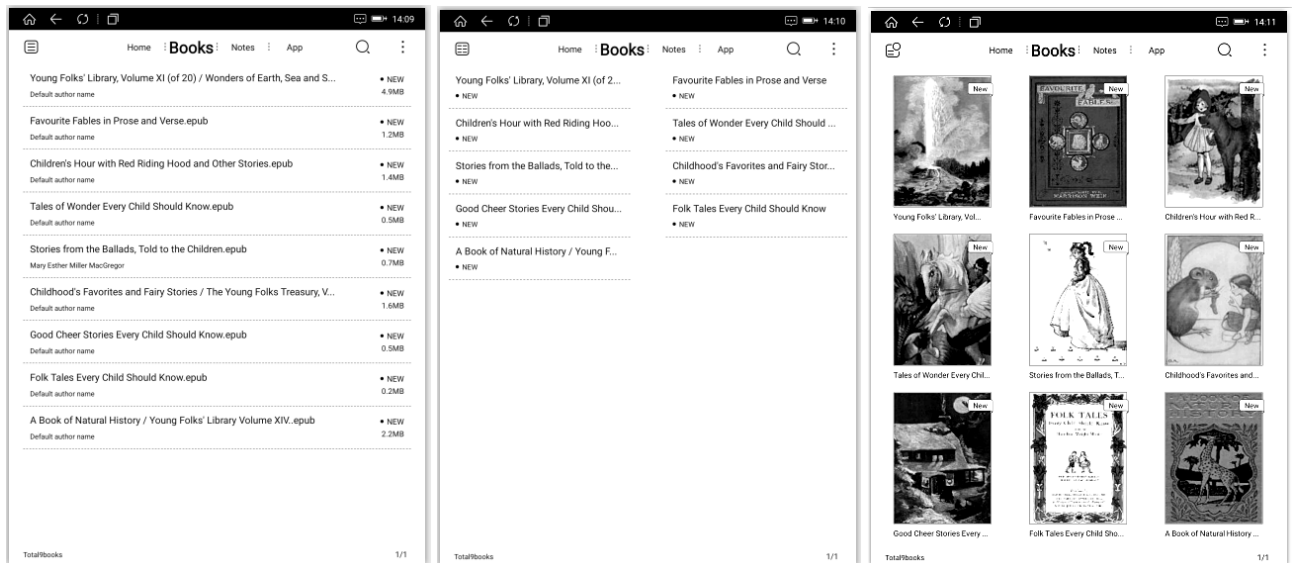 14:09
Home Books Notes App
Young Folks' Library, Volume XI (of 20) / Wonders of Earth, Sea and S...
• NEW
Default author name
4.9MB
Favourite Fables in Prose and Verse.epub
• NEW
Default author name
1.2MB
Children's Hour with Red Riding Hood and Other Stories.epub
• NEW
Default author name
1.4MB
Tales of Wonder Every Child Should Know.epub
• NEW
Default author name
0.5MB
Stories from the Ballads, Told to the Children.epub
• NEW
Mary Esther Miller MacGregor
0.7MB
Childhood's Favorites and Fairy Stories / The Young Folks Treasury, V...
• NEW
Default author name
1.6MB
Good Cheer Stories Every Child Should Know.epub
• NEW
Default author name
0.5MB
Folk Tales Every Child Should Know.epub
• NEW
Default author name
0.2MB
A Book of Natural History / Young Folks' Library Volume XIV..epub
• NEW
Default author name
2.2MB
Total9books
1/1
14:10
Home Books Notes App
Young Folks' Library, Volume XI (of 2...
• NEW
Favourite Fables in Prose and Verse
• NEW
Children's Hour with Red Riding Hoo...
• NEW
Tales of Wonder Every Child Should ...
• NEW
Stories from the Ballads, Told to the...
• NEW
Childhood's Favorites and Fairy Stor...
• NEW
Good Cheer Stories Every Child Shou...
• NEW
Folk Tales Every Child Should Know
• NEW
A Book of Natural History / Young F...
• NEW
Total9books
1/1
14:11
Home Books Notes App
New
Young Folks' Library, Vol...
New
FAVOURITE
FABLES
Favourite Fables in Prose ...
New
Children's Hour with Red R...
New
Tales of Wonder Every Chil...
New
Stories from the Ballads, T...
New
Childhood's Favorites and...
New
Good Cheer Stories Every ...
New
FOLK TALES
Every Child Should Know
Folk Tales Every Child Sho...
New
A BOOK OF
HISTORY
A Book of Natural History ...
Total9books
1/1